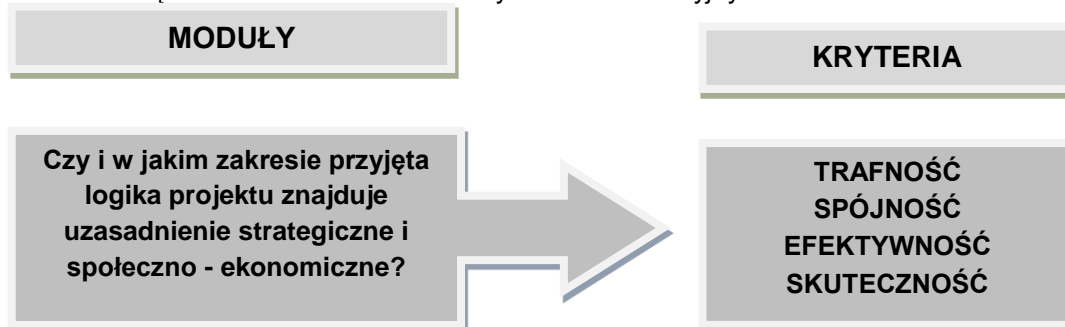 MODUŁY
KRYTERIA
Czy i w jakim zakresie przyjęta
logika projektu znajduje
uzasadnienie strategiczne i
społeczno - ekonomiczne?
TRAFNOŚĆ
SPÓJNOŚĆ
EFEKTYWNOŚĆ
SKUTECZNOŚĆ